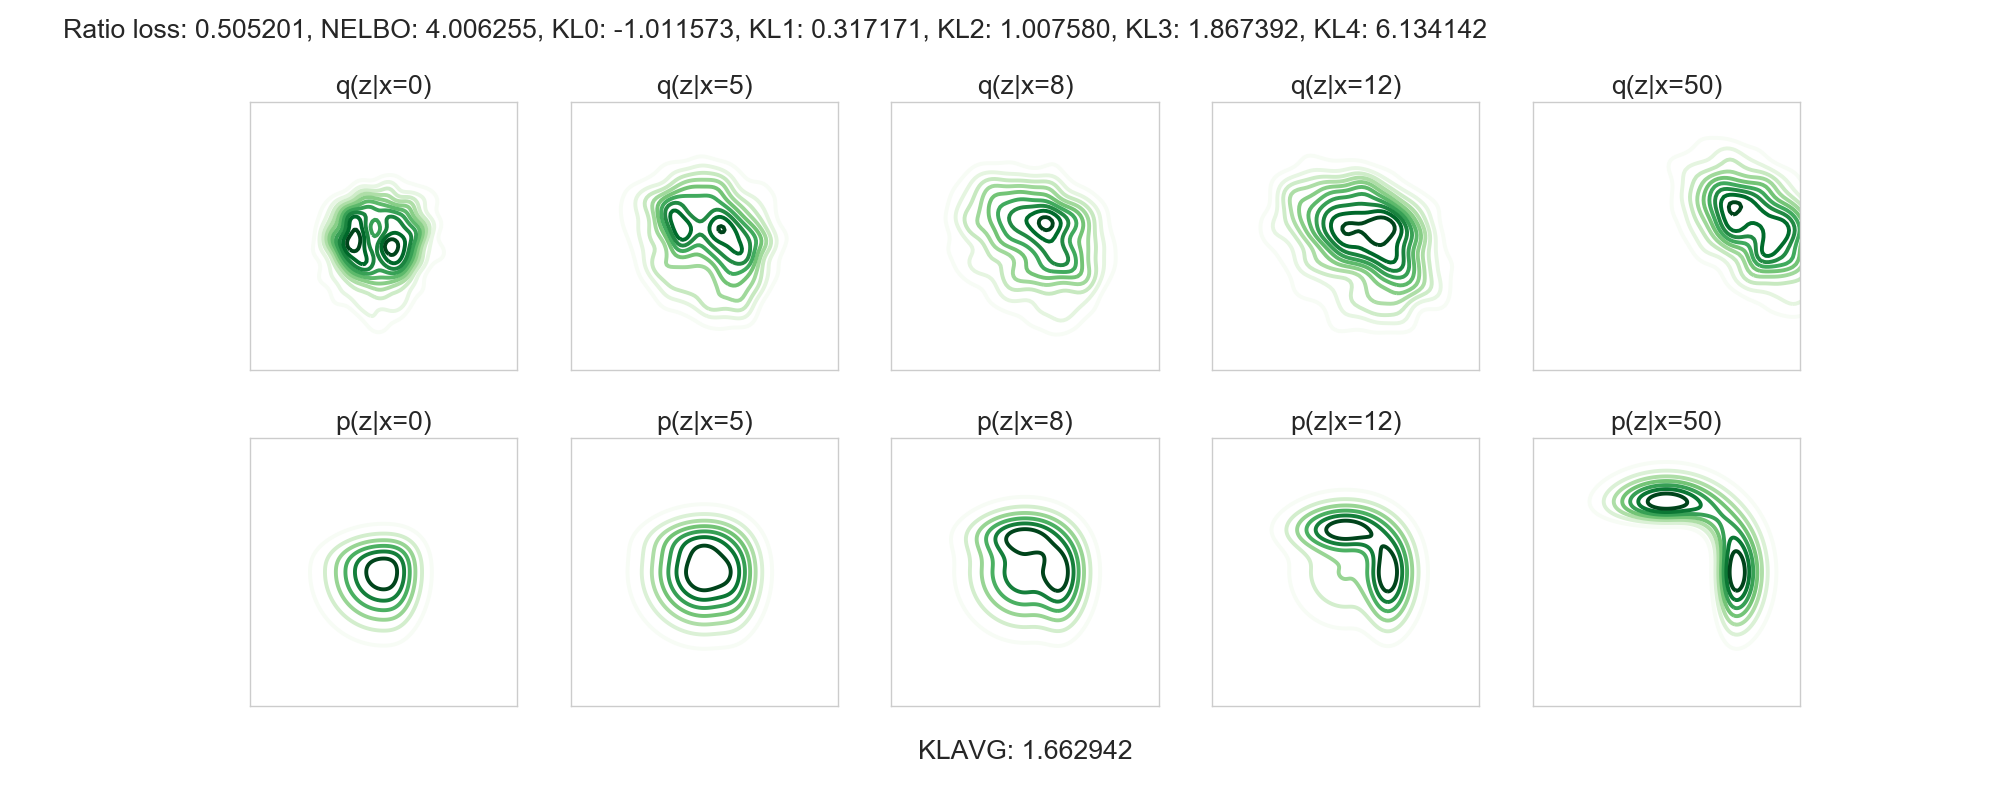 Ratio loss: 0.505201, NELBO: 4.006255, KL0: -1.011573, KL1: 0.317171, KL2: 1.007580, KL3: 1.867392, KL4: 6.134142
q(z|x=0) q(z|x=5) q(z|x=8) q(z|x=12) q(z|x=50)
p(z|x=0) p(z|x=5) p(z|x=8) p(z|x=12) p(z|x=50)
KLAVG: 1.662942